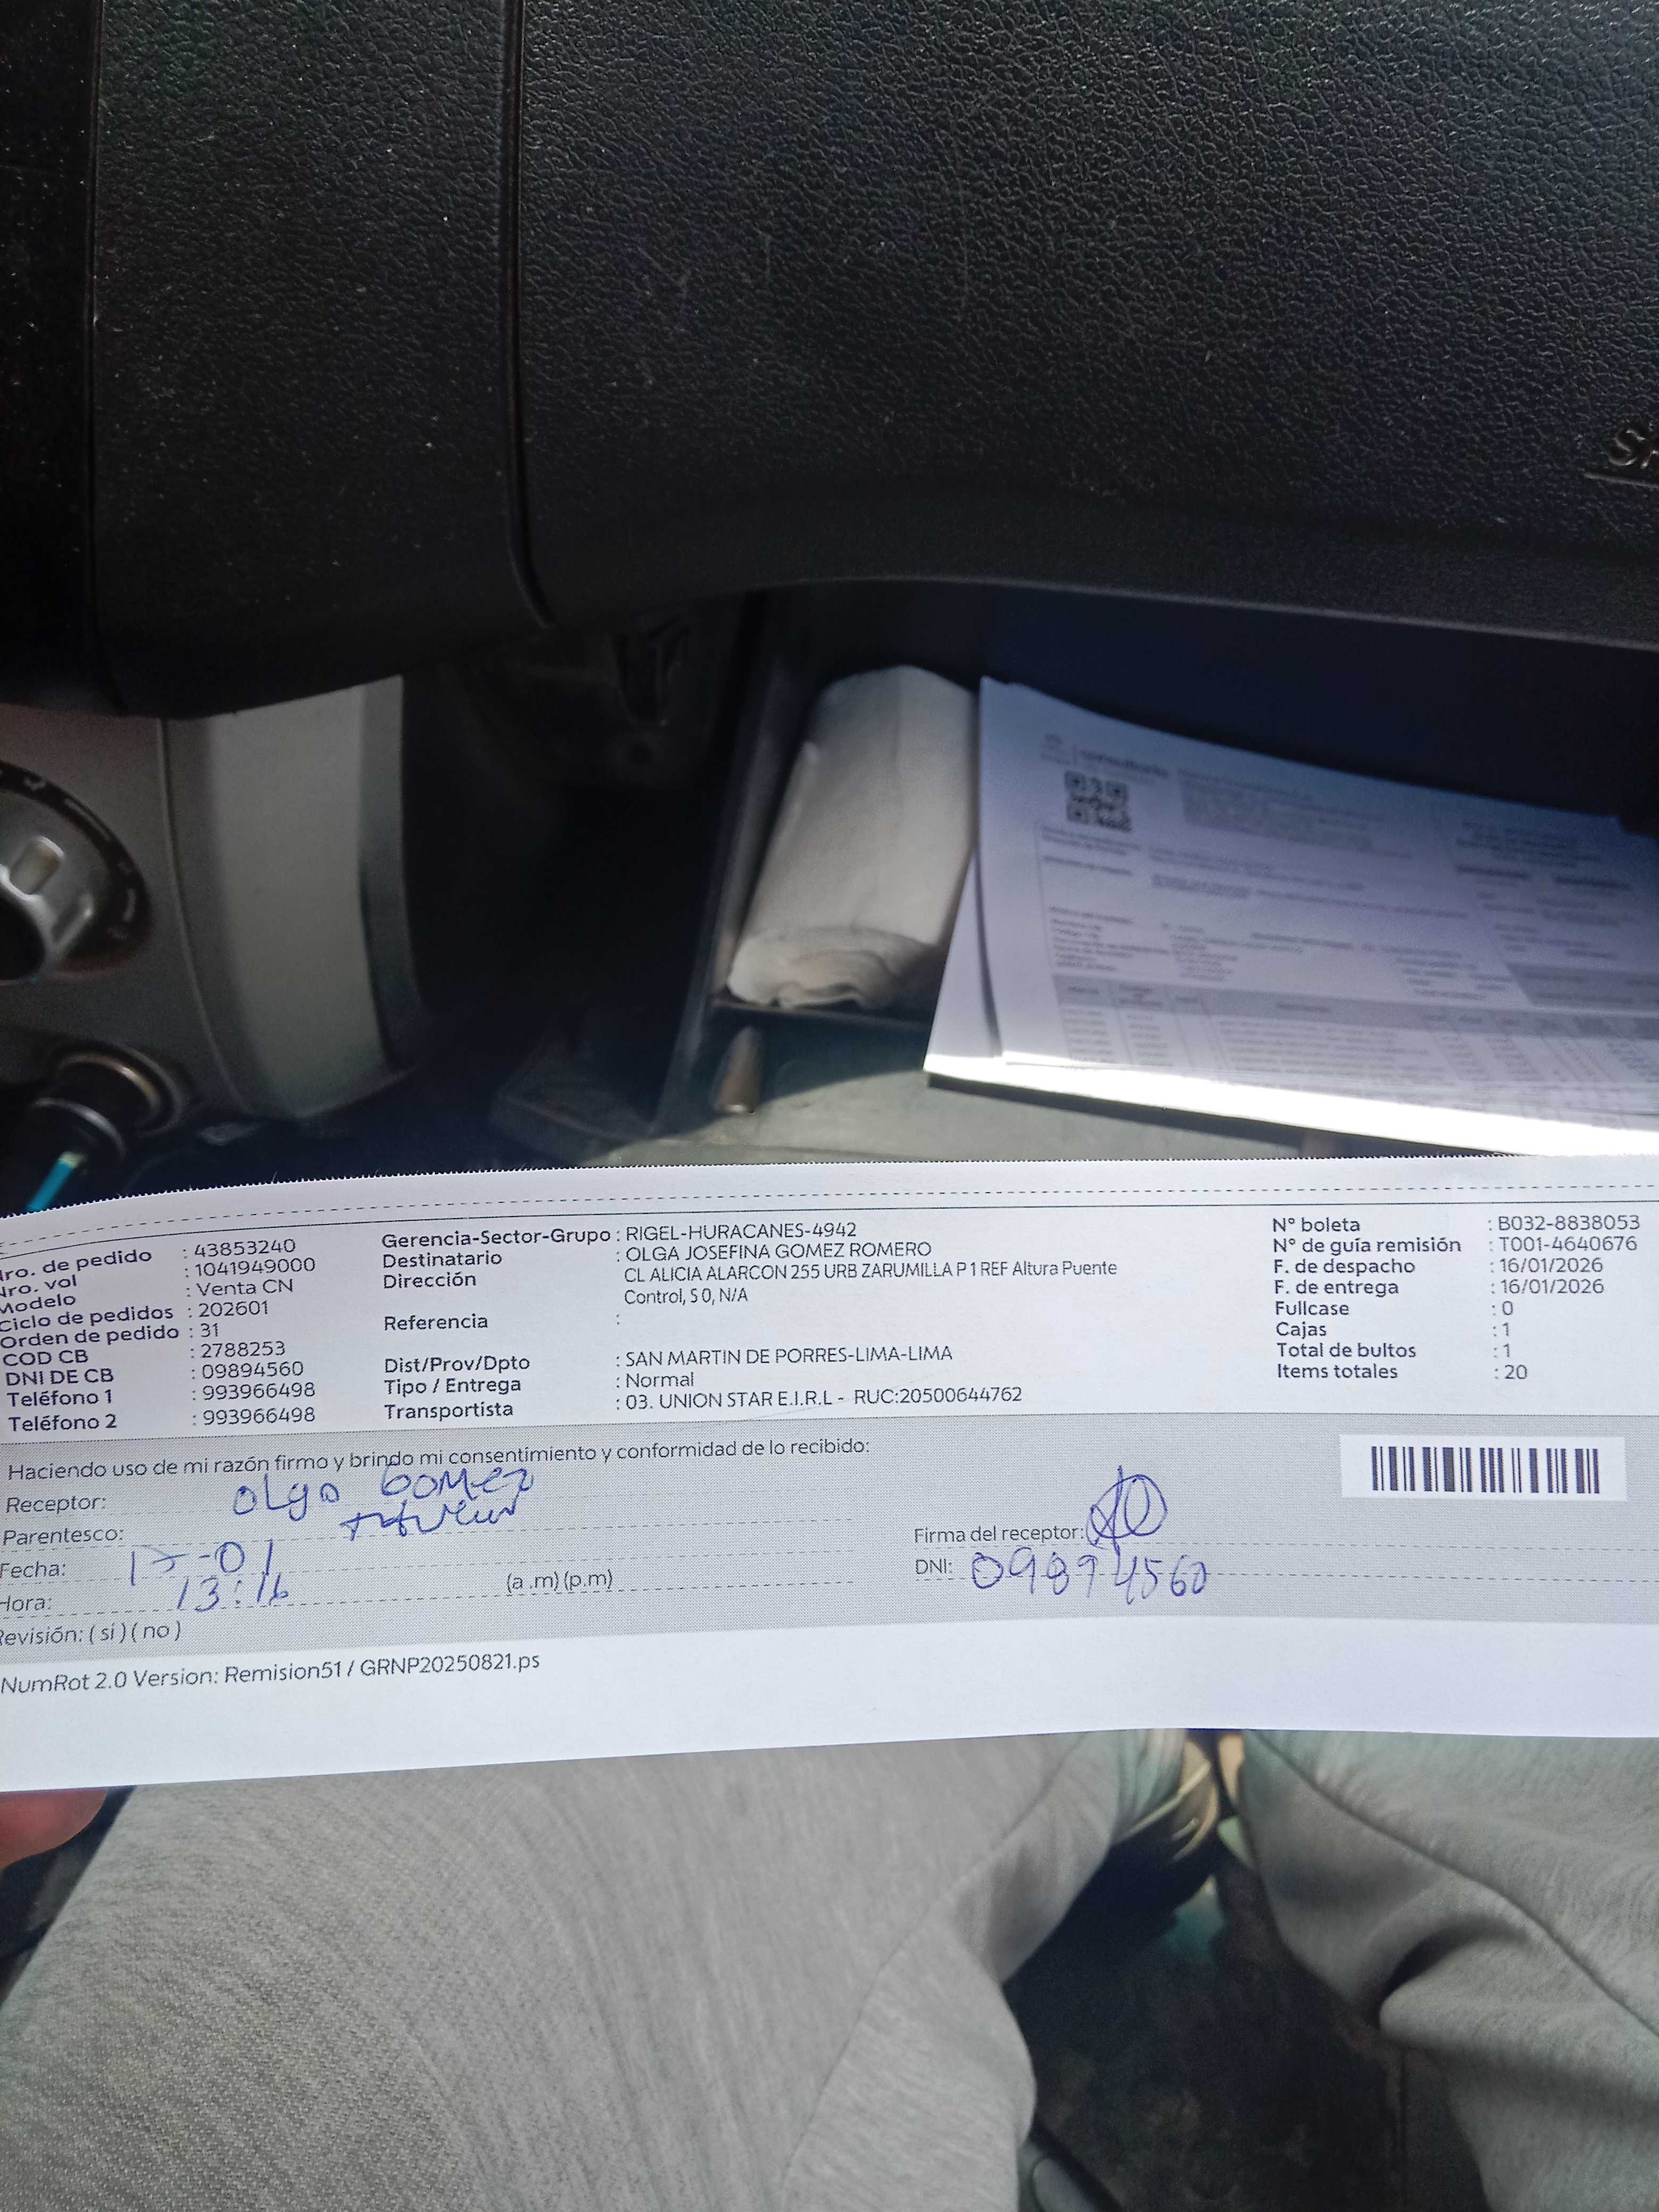 Nro. de pedido : 43853240
Nro. vol : 1041949000
Modelo : Venta CN
Ciclo de pedidos : 202601
Orden de pedido : 31
COD CB : 2788253
DNI DE CB : 09894560
Teléfono 1 : 993966498
Teléfono 2 : 993966498
Gerencia-Sector-Grupo : RIGEL-HURACANES-4942
Destinatario : OLGA JOSEFINA GOMEZ ROMERO
Dirección CL ALICIA ALARCON 255 URB ZARUMILLA P 1 REF Altura Puente
Control, S 0, N/A
Referencia :
Dist/Prov/Dpto : SAN MARTIN DE PORRES-LIMA-LIMA
Tipo / Entrega : Normal
Transportista : 03. UNION STAR E.I.R.L - RUC:20500644762
N° boleta : B032-8838053
N° de guía remisión : T001-4640676
F. de despacho : 16/01/2026
F. de entrega : 16/01/2026
Fullcase : 0
Cajas : 1
Total de bultos : 1
Items totales : 20
Haciendo uso de mi razón firmo y brindo mi consentimiento y conformidad de lo recibido:
Receptor: Olga Gomez
Parentesco:
Fecha: 17-01
Hora: 13:16 (a.m) (p.m)
Revisión: ( si ) ( no )
Firma del receptor:
DNI: 09894560
NumRot 2.0 Version: Remision51 / GRNP20250821.ps